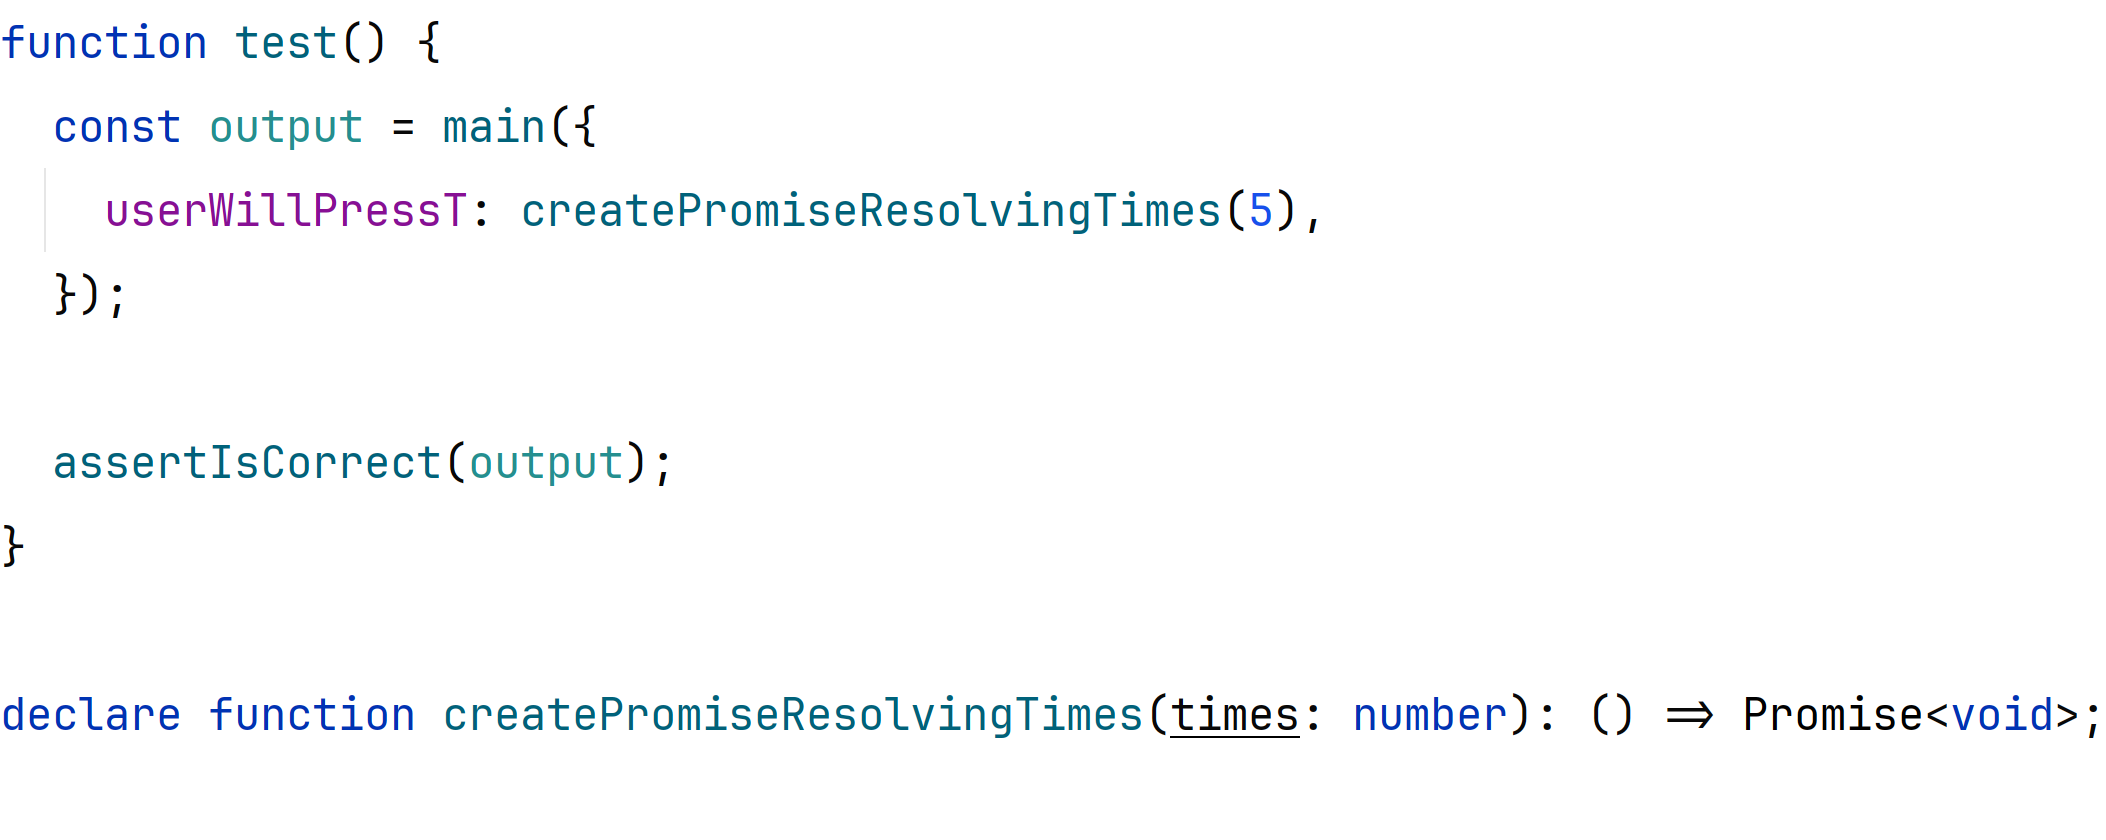 function test() {
  const output = main({
    userWillPressT: createPromiseResolvingTimes(5),
  });

  assertIsCorrect(output);
}

declare function createPromiseResolvingTimes(times: number): () => Promise<void>;